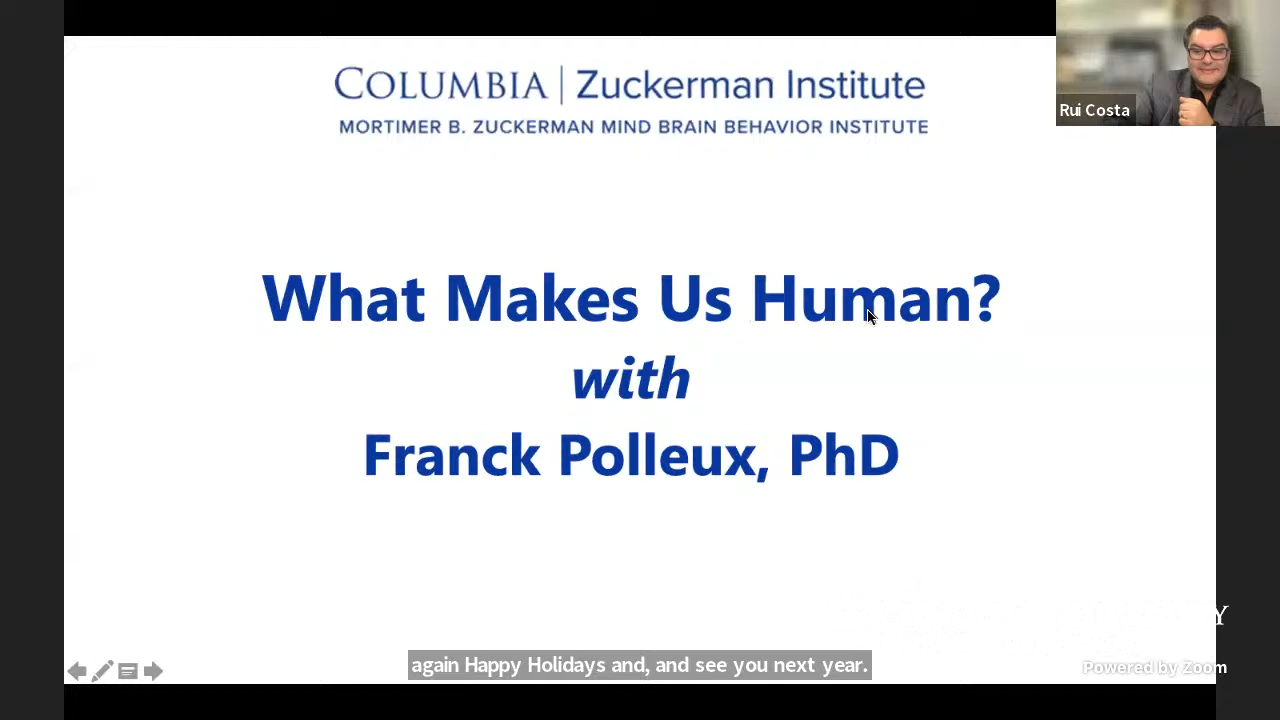 COLUMBIA | Zuckerman Institute
MORTIMER B. ZUCKERMAN MIND BRAIN BEHAVIOR INSTITUTE
Rui Costa
What Makes Us Human?
with
Franck Polleux, PhD
Y
again Happy Holidays and, and see you next year.
Powered by Zoom